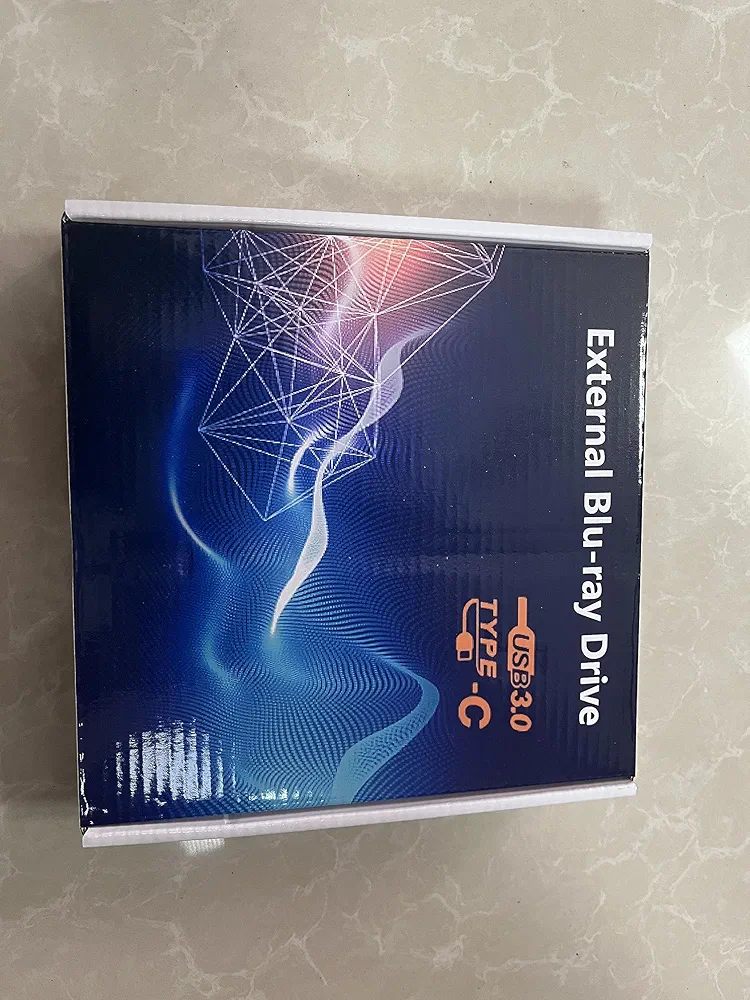 External Blu-ray Drive
USB3.0
TYPE-C